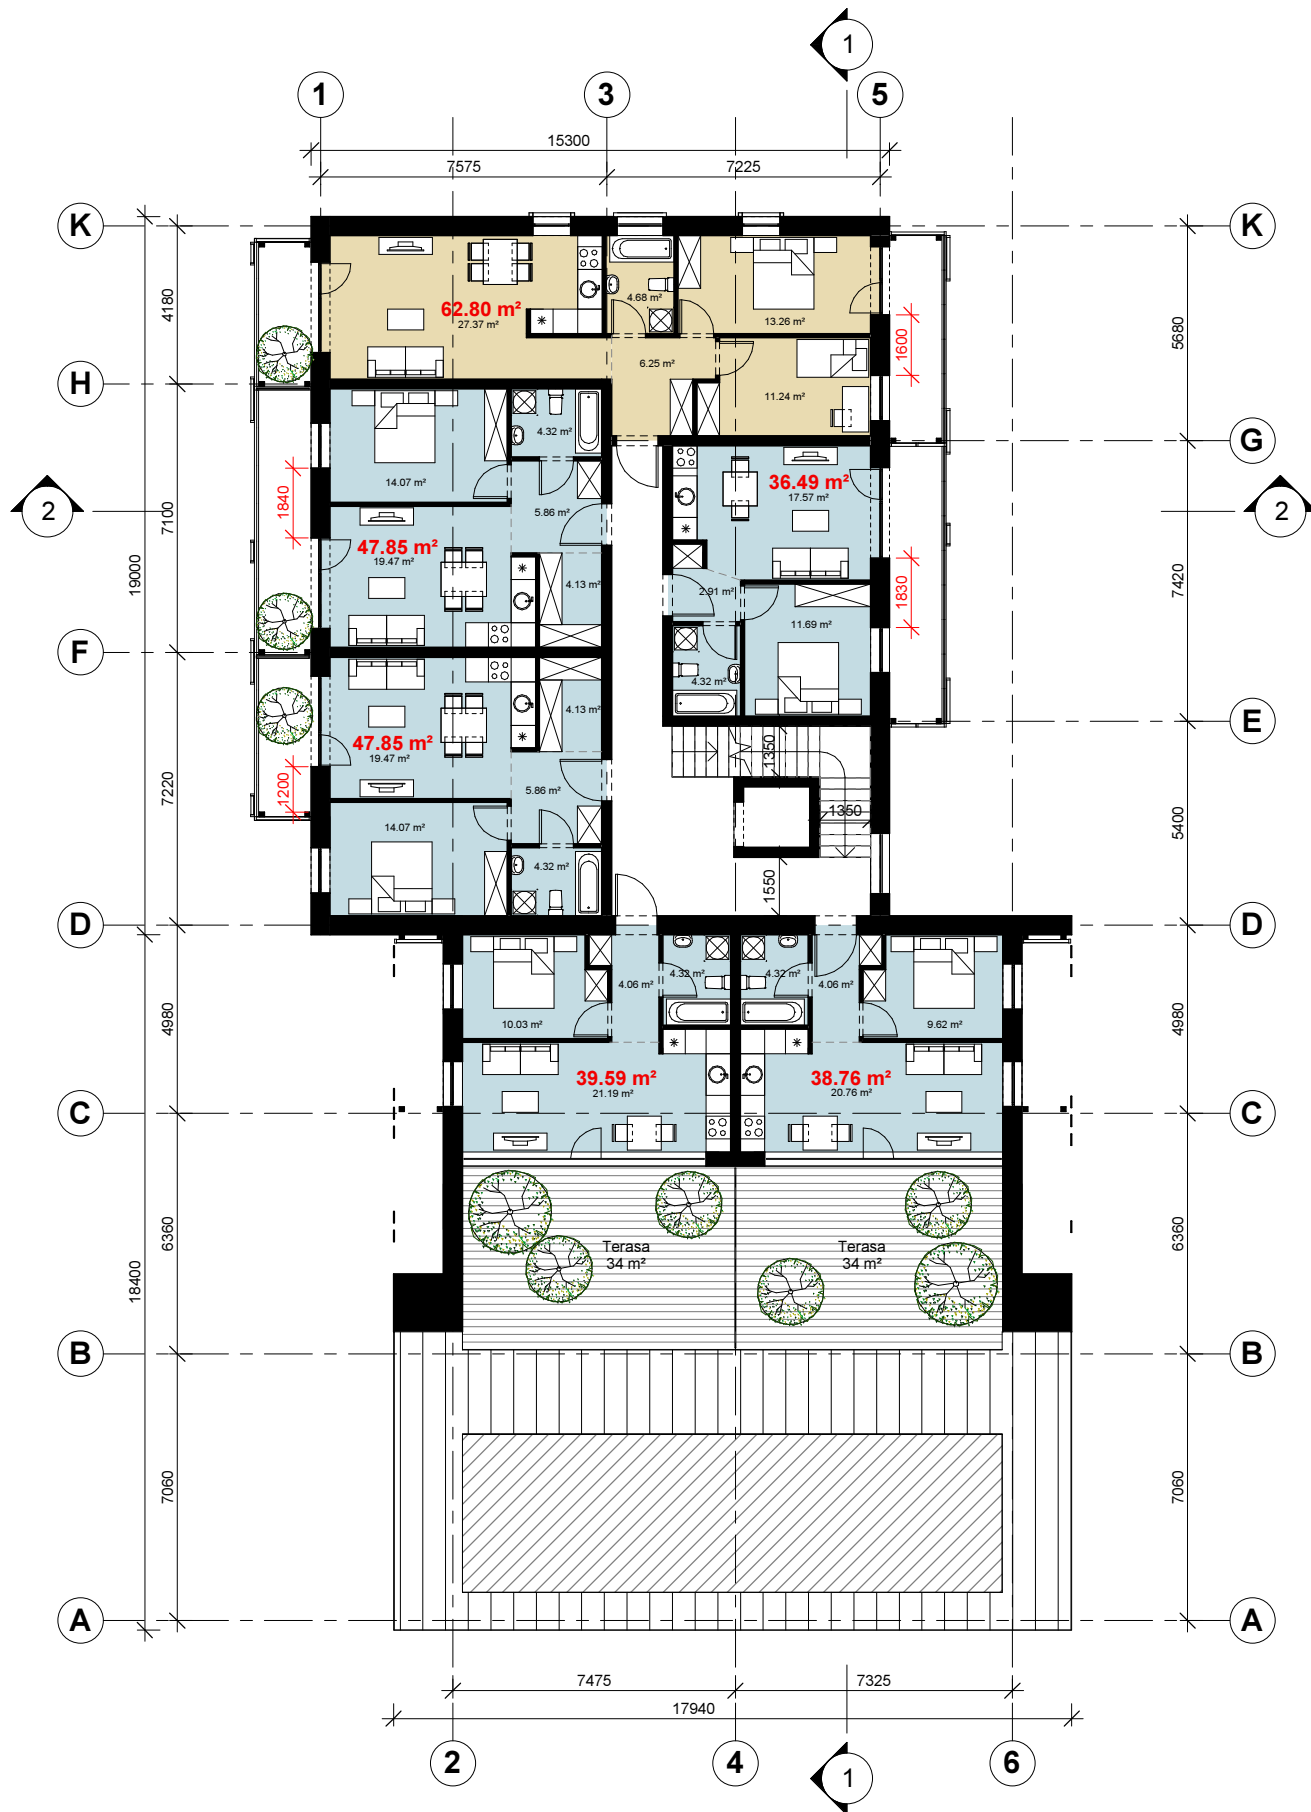 1
1
3
5
15300
7575
7225
K
K
62.80 m²
27.37 m²
4.68 m²
13.26 m²
4180
1600
5680
6.25 m²
11.24 m²
H
G
4.32 m²
36.49 m²
17.57 m²
14.07 m²
2
1840
7100
5.86 m²
2
47.85 m²
19.47 m²
19000
4.13 m²
2.91 m²
1830
7420
11.69 m²
F
4.32 m²
4.13 m²
E
47.85 m²
19.47 m²
1350
7220
1200
5.86 m²
1350
5400
14.07 m²
4.32 m²
1550
D
D
4.32 m²
4.32 m²
4.06 m²
4.06 m²
4980
4980
10.03 m²
9.62 m²
39.59 m²
21.19 m²
38.76 m²
20.76 m²
C
C
6360
6360
Terasa
34 m²
Terasa
34 m²
18400
B
B
7060
7060
A
A
7475
7325
17940
2
4
6
1